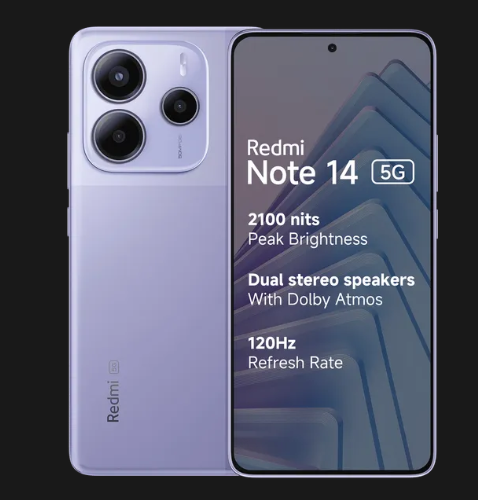 Redmi
Note 14 5G
2100 nits
Peak Brightness
Dual stereo speakers
With Dolby Atmos
120Hz
Refresh Rate
Redmi